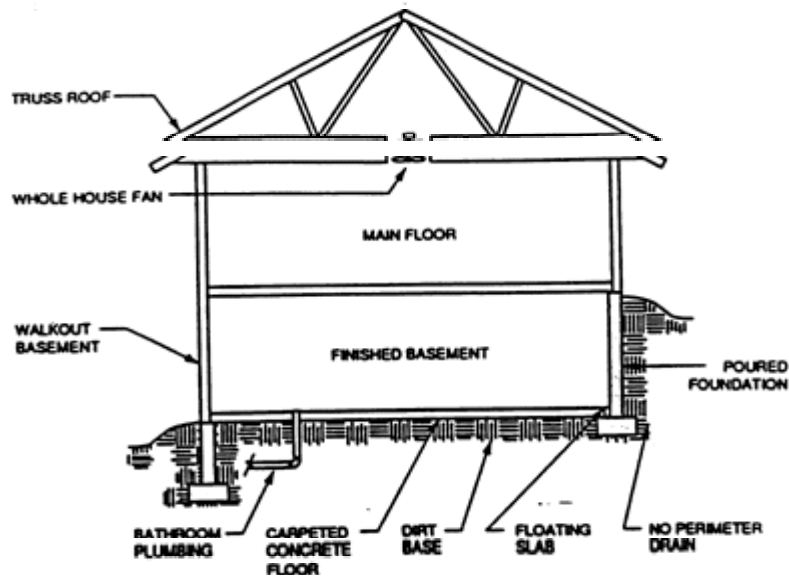 TRUSS ROOF
WHOLE HOUSE FAN
MAIN FLOOR
WALKOUT
BASEMENT
FINISHED BASEMENT
POURED
FOUNDATION
BATHROOM
PLUMBING
CARPETED
CONCRETE
FLOOR
DIRT
BASE
FLOATING
SLAB
NO PERIMETER
DRAIN